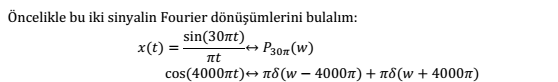 Öncelikle bu iki sinyalin Fourier dönüşümlerini bulalım:
x(t) = sin(30πt)/πt ↔ P₃₀π(w)
cos(4000πt) ↔ πδ(w − 4000π) + πδ(w + 4000π)